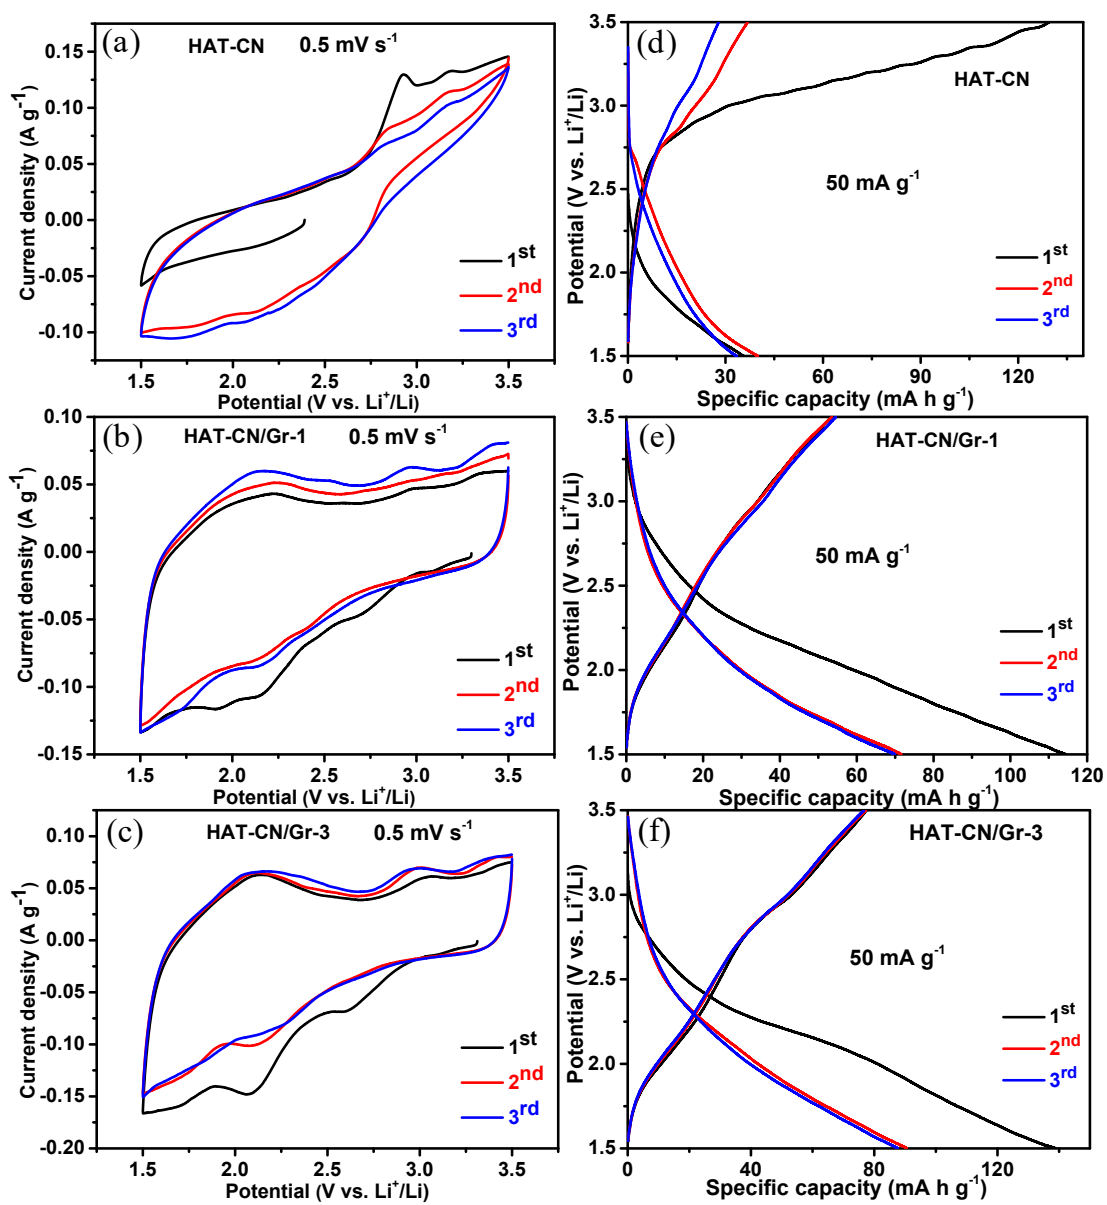 (a) HAT-CN 0.5 mV s⁻¹
0.15
0.10
0.05
0.00
-0.05
-0.10
Current density (A g⁻¹)
1st
2nd
3rd
1.5 2.0 2.5 3.0 3.5
Potential (V vs. Li⁺/Li)
(d)
3.5
3.0
2.5
2.0
1.5
Potential (V vs. Li⁺/Li)
HAT-CN
50 mA g⁻¹
1st
2nd
3rd
0 30 60 90 120
Specific capacity (mA h g⁻¹)
(b) HAT-CN/Gr-1 0.5 mV s⁻¹
0.10
0.05
0.00
-0.05
-0.10
-0.15
Current density (A g⁻¹)
1st
2nd
3rd
1.5 2.0 2.5 3.0 3.5
Potential (V vs. Li⁺/Li)
(e) HAT-CN/Gr-1
3.5
3.0
2.5
2.0
1.5
Potential (V vs. Li⁺/Li)
50 mA g⁻¹
1st
2nd
3rd
0 20 40 60 80 100 120
Specific capacity (mA h g⁻¹)
(c) HAT-CN/Gr-3 0.5 mV s⁻¹
0.10
0.05
0.00
-0.05
-0.10
-0.15
-0.20
Current density (A g⁻¹)
1st
2nd
3rd
1.5 2.0 2.5 3.0 3.5
Potential (V vs. Li⁺/Li)
(f) HAT-CN/Gr-3
3.5
3.0
2.5
2.0
1.5
Potential (V vs. Li⁺/Li)
50 mA g⁻¹
1st
2nd
3rd
0 40 80 120
Specific capacity (mA h g⁻¹)